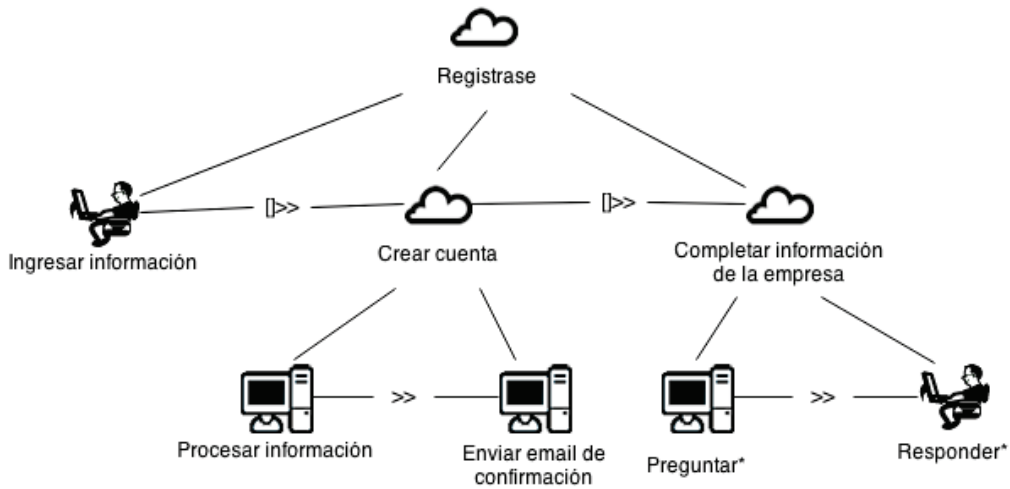 Registrase
[]>>
[]>>
Ingresar información
Crear cuenta
Completar información
de la empresa
>>
>>
Procesar información
Enviar email de
confirmación
Preguntar*
Responder*